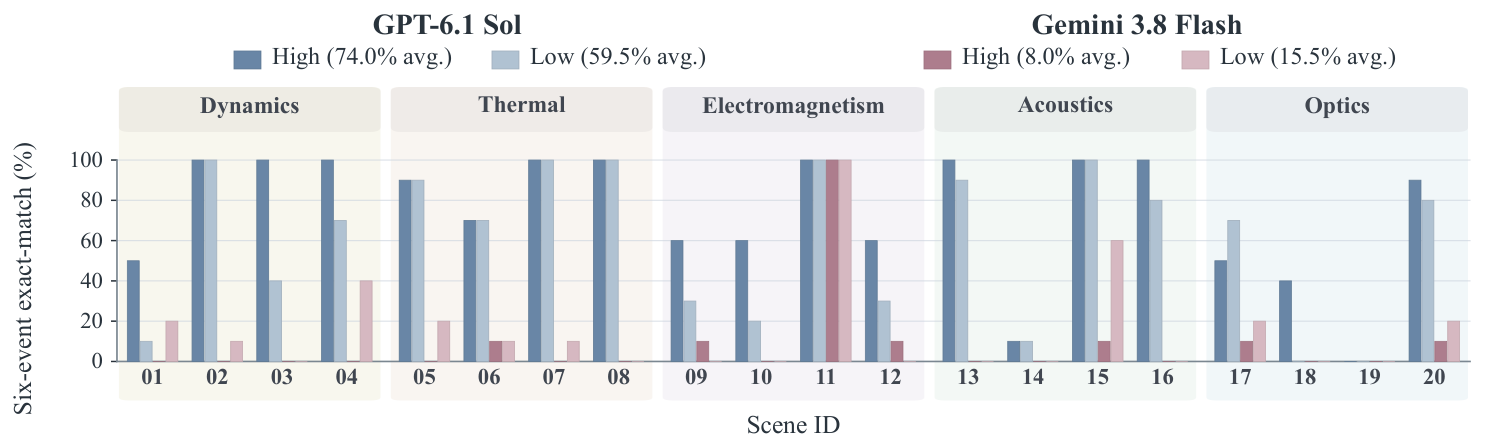 GPT-6.1 Sol
Gemini 3.8 Flash
High (74.0% avg.)
Low (59.5% avg.)
High (8.0% avg.)
Low (15.5% avg.)
Dynamics
Thermal
Electromagnetism
Acoustics
Optics
Six-event exact-match (%)
100
80
60
40
20
0
01 02 03 04 05 06 07 08 09 10 11 12 13 14 15 16 17 18 19 20
Scene ID